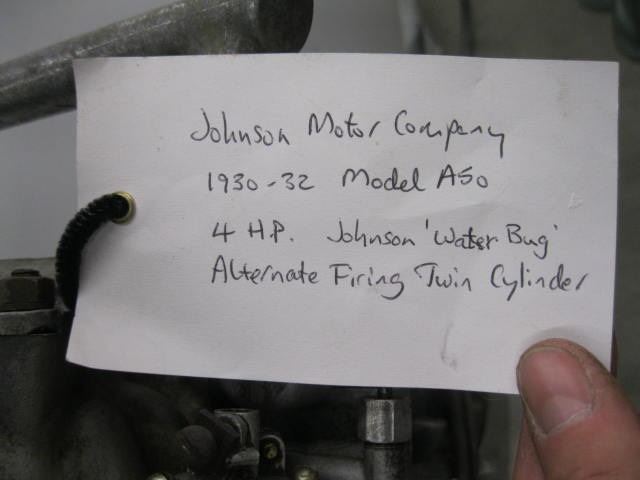 Johnson Motor Company
1930-32 Model A50
4 H.P. Johnson 'Water Bug'
Alternate Firing Twin Cylinder